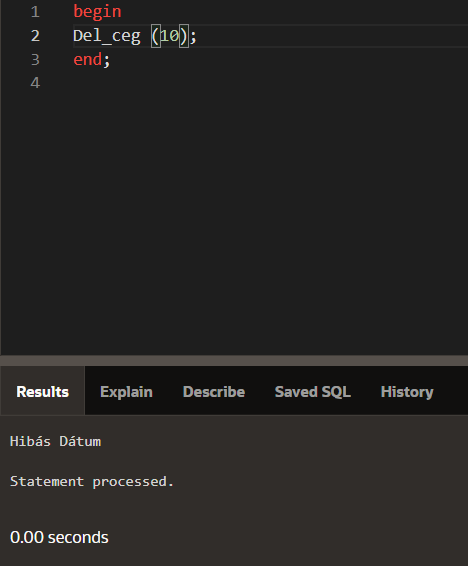 1 begin
2 Del_ceg (10);
3 end;
4
Results Explain Describe Saved SQL History
Hibás Dátum
Statement processed.
0.00 seconds